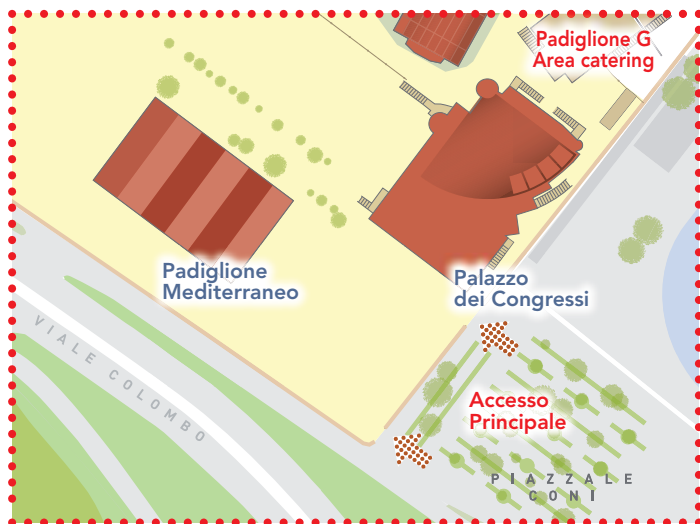 Padiglione G
Area catering
Padiglione
Mediterraneo
Palazzo
dei Congressi
VIALE COLOMBO
Accesso
Principale
PIAZZALE
CONI